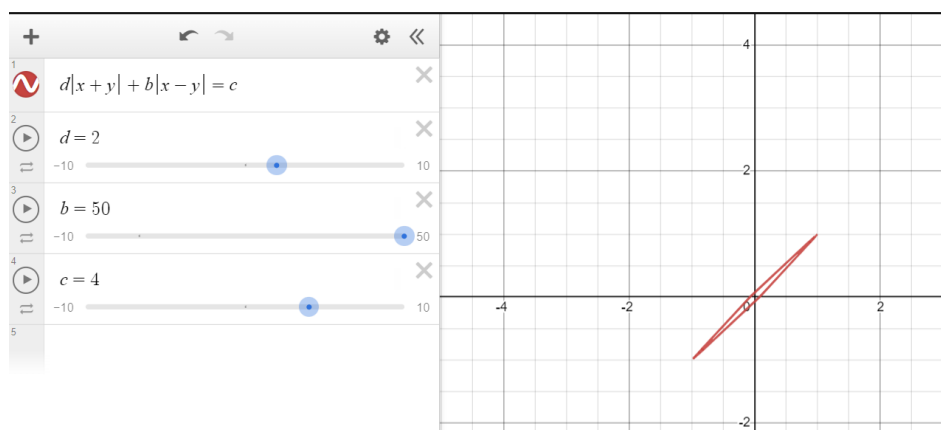 1
d|x + y| + b|x − y| = c
2
d = 2
−10 10
3
b = 50
−10 50
4
c = 4
−10 10
5
4
2
-4 -2 0 2
-2